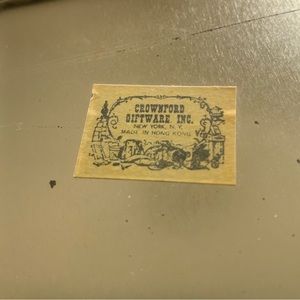 CROWNFORD
GIFTWARE, INC.
NEW YORK, N.Y.
MADE IN HONG KONG